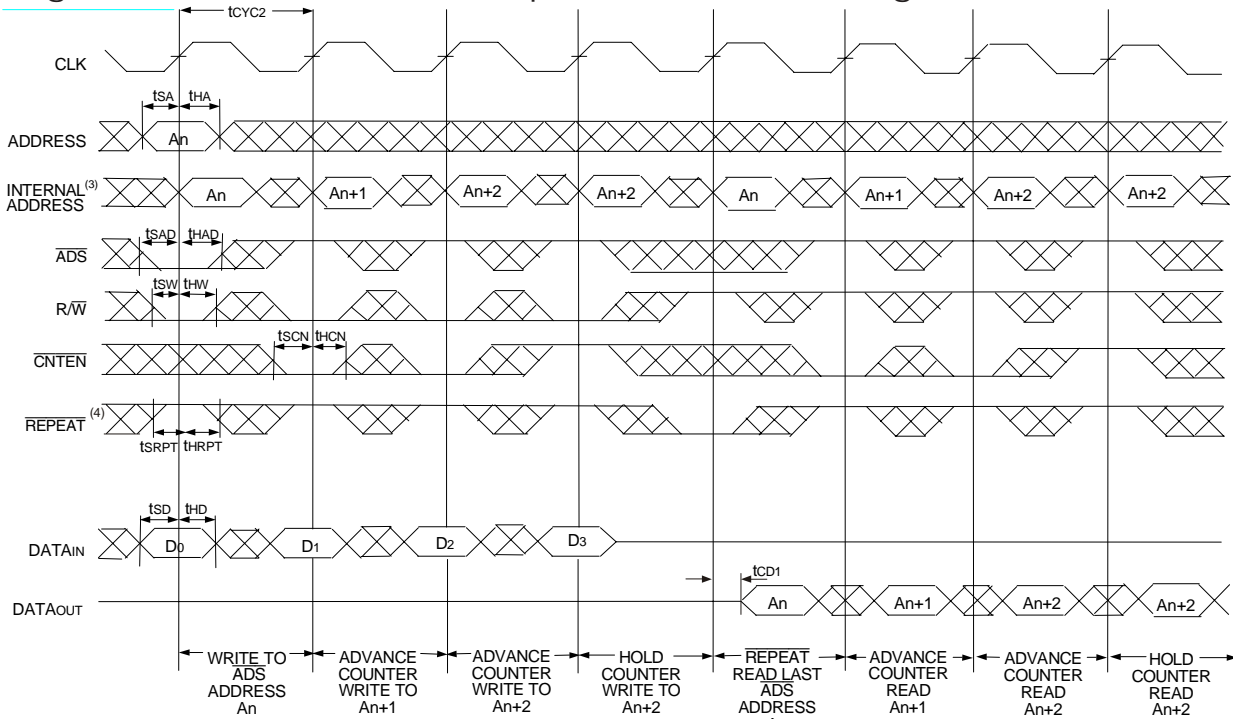 tCYC2
CLK
tSA tHA
ADDRESS An
INTERNAL(3)
ADDRESS
An An+1 An+2 An+2 An An+1 An+2 An+2
tSAD tHAD
ADS
tSW tHW
R/W
tSCN tHCN
CNTEN
REPEAT (4)
tSRPT tHRPT
tSD tHD
DATAIN D0 D1 D2 D3
tCD1
DATAOUT An An+1 An+2 An+2
WRITE TO
ADS
ADDRESS
An
ADVANCE
COUNTER
WRITE TO
An+1
ADVANCE
COUNTER
WRITE TO
An+2
HOLD
COUNTER
WRITE TO
An+2
REPEAT
READ LAST
ADS
ADDRESS
ADVANCE
COUNTER
READ
An+1
ADVANCE
COUNTER
READ
An+2
HOLD
COUNTER
READ
An+2